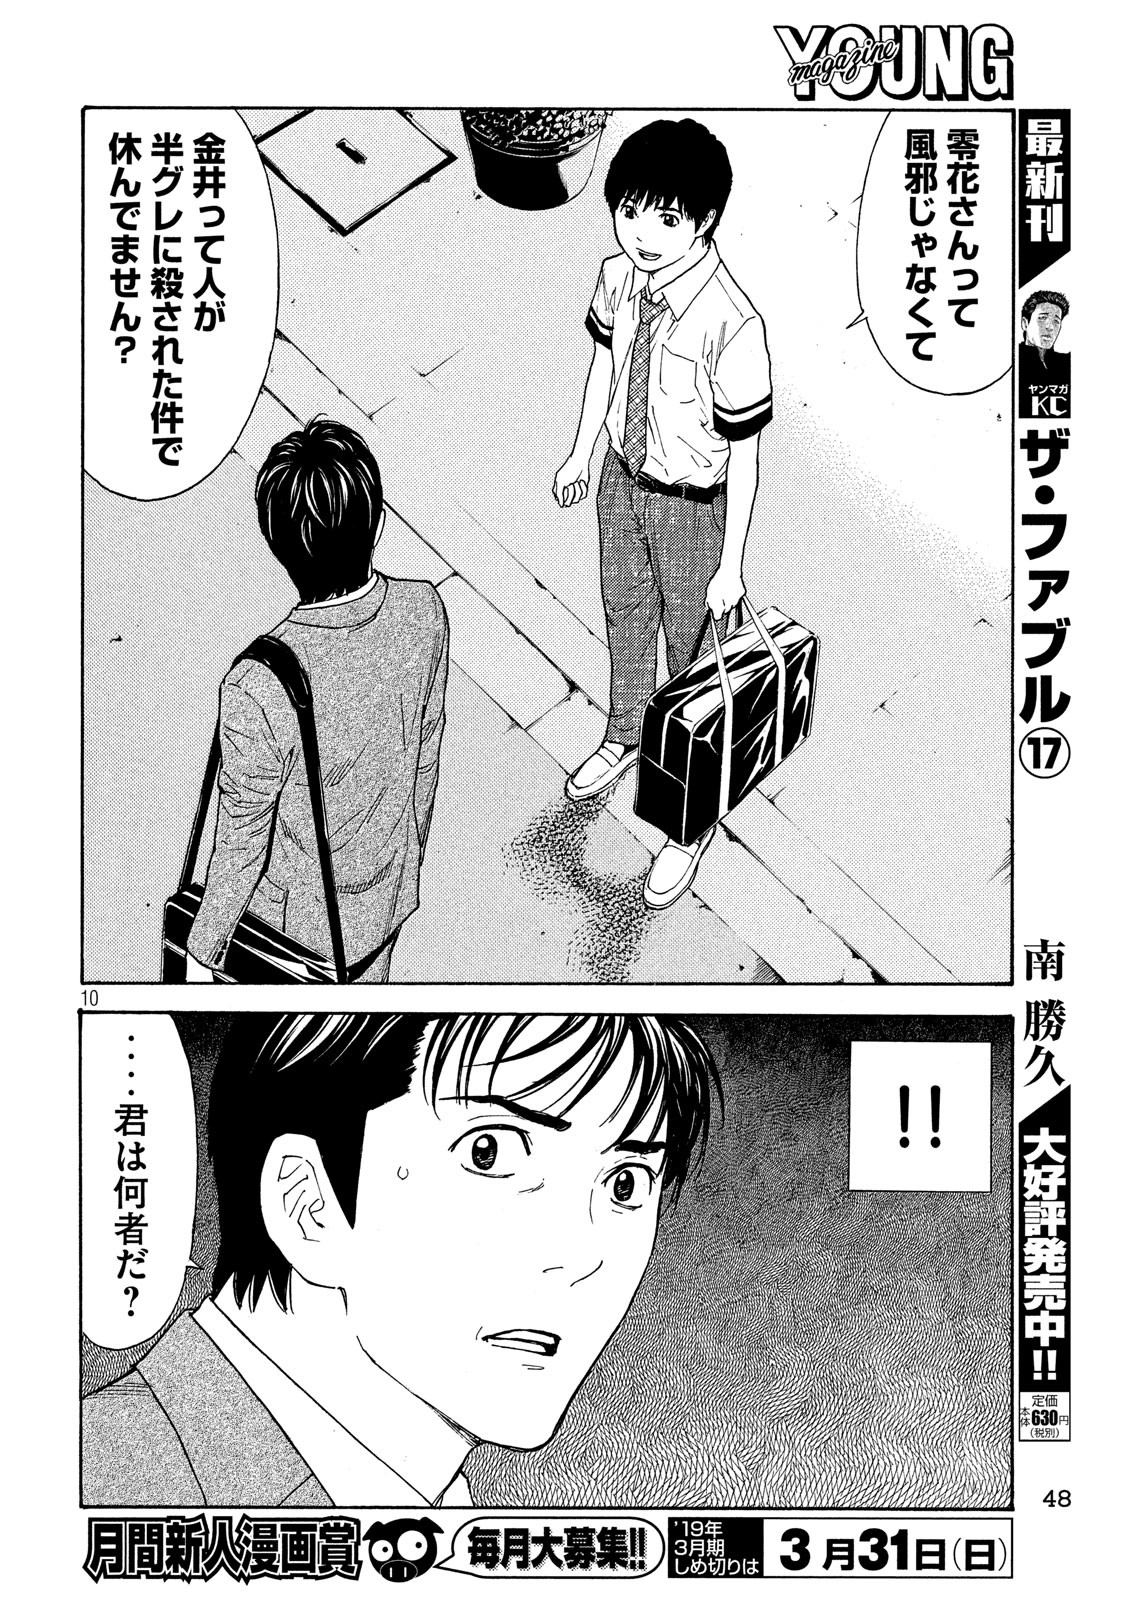 YOUNG
magazine
零花さんって
風邪じゃなくて
金井って人が
半グレに殺された件で
休んでません?
10
!!
‥‥君は何者だ?
最新刊
ヤンマガ
KC
ザ・ファブル⑰
南 勝久
大好評発売中!!
定価
本体630円
(税別)
48
月間新人漫画賞
毎月大募集!!
'19年
3月期
しめ切りは
3月31日(日)